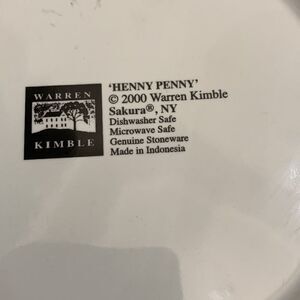 WARREN
KIMBLE
'HENNY PENNY'
© 2000 Warren Kimble
Sakura®, NY
Dishwasher Safe
Microwave Safe
Genuine Stoneware
Made in Indonesia